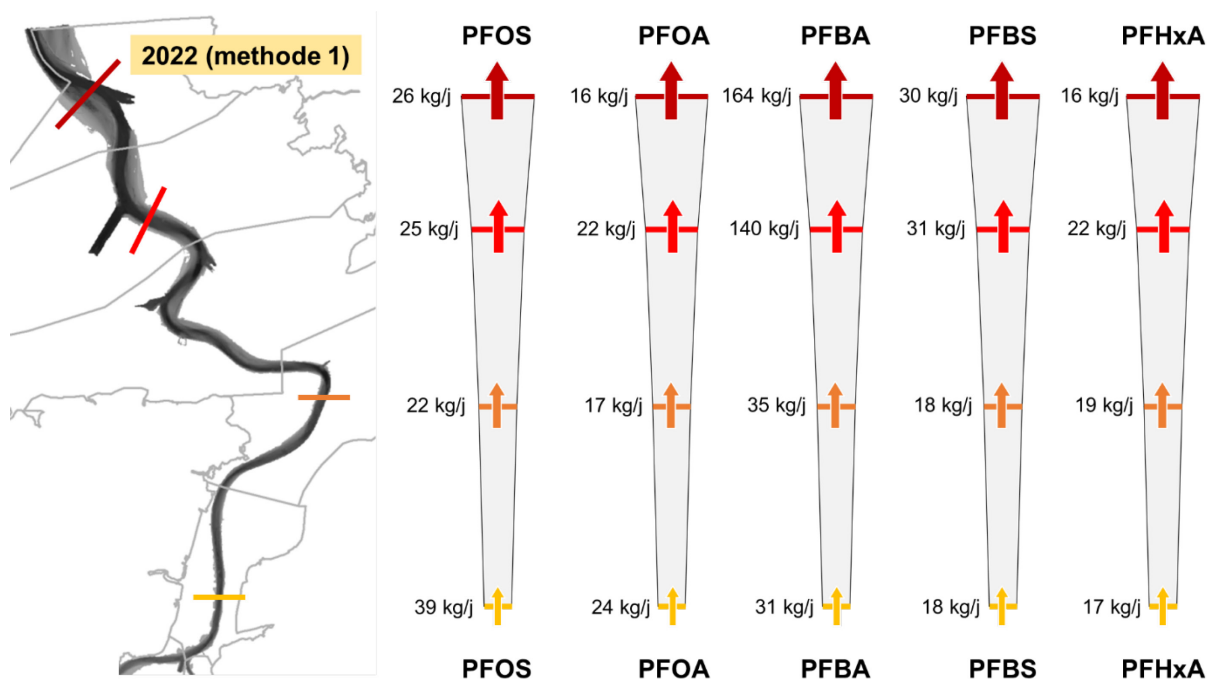 2022 (methode 1)
PFOS PFOA PFBA PFBS PFHxA
26 kg/j 16 kg/j 164 kg/j 30 kg/j 16 kg/j
25 kg/j 22 kg/j 140 kg/j 31 kg/j 22 kg/j
22 kg/j 17 kg/j 35 kg/j 18 kg/j 19 kg/j
39 kg/j 24 kg/j 31 kg/j 18 kg/j 17 kg/j
PFOS PFOA PFBA PFBS PFHxA